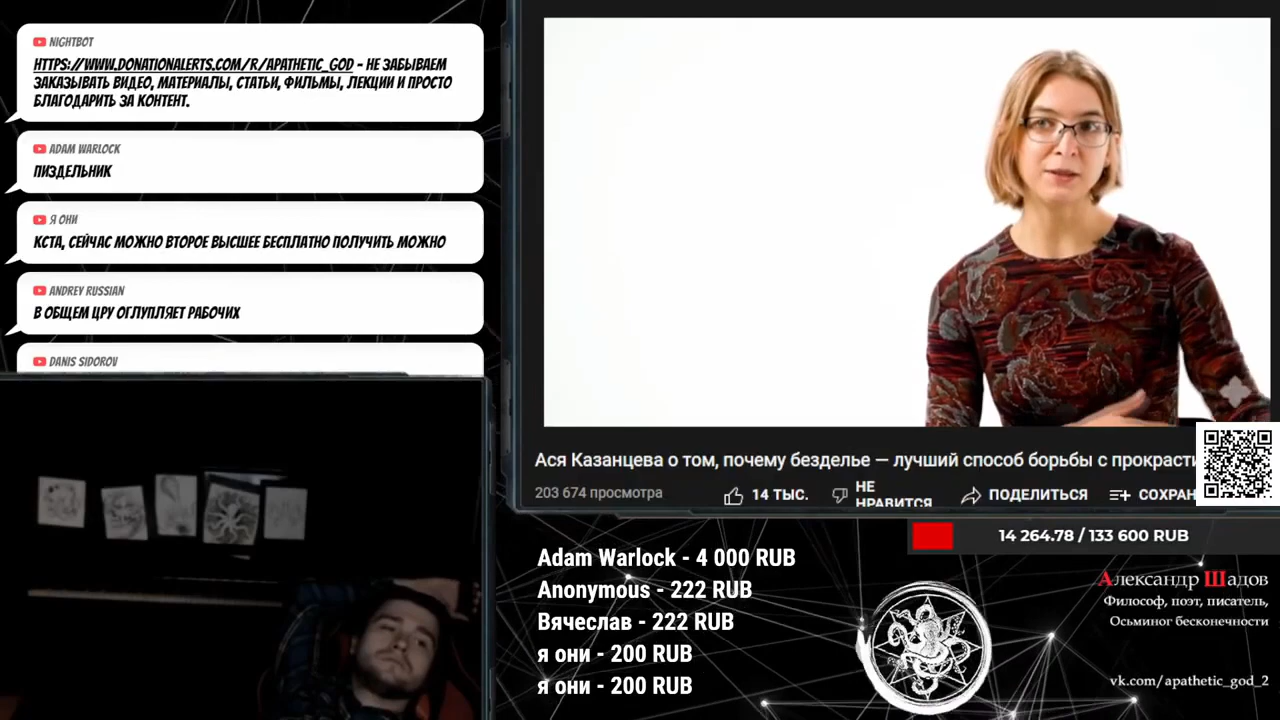 NIGHTBOT
HTTPS://WWW.DONATIONALERTS.COM/R/APATHETIC_GOD - НЕ ЗАБЫВАЕМ
ЗАКАЗЫВАТЬ ВИДЕО, МАТЕРИАЛЫ, СТАТЬИ, ФИЛЬМЫ, ЛЕКЦИИ И ПРОСТО
БЛАГОДАРИТЬ ЗА КОНТЕНТ.
ADAM WARLOCK
ПИЗДЕЛЬНИК
Я ОНИ
КСТА, СЕЙЧАС МОЖНО ВТОРОЕ ВЫСШЕЕ БЕСПЛАТНО ПОЛУЧИТЬ МОЖНО
ANDREY RUSSIAN
В ОБЩЕМ ЦРУ ОГЛУПЛЯЕТ РАБОЧИХ
DANIS SIDOROV
Ася Казанцева о том, почему безделье — лучший способ борьбы с прокрасти
203 674 просмотра
14 ТЫС.
НЕ
НРАВИТСЯ
ПОДЕЛИТЬСЯ
СОХРАН
14 264.78 / 133 600 RUB
Adam Warlock - 4 000 RUB
Anonymous - 222 RUB
Вячеслав - 222 RUB
я они - 200 RUB
я они - 200 RUB
Александр Шадов
Философ, поэт, писатель,
Осьминог бесконечности
vk.com/apathetic_god_2